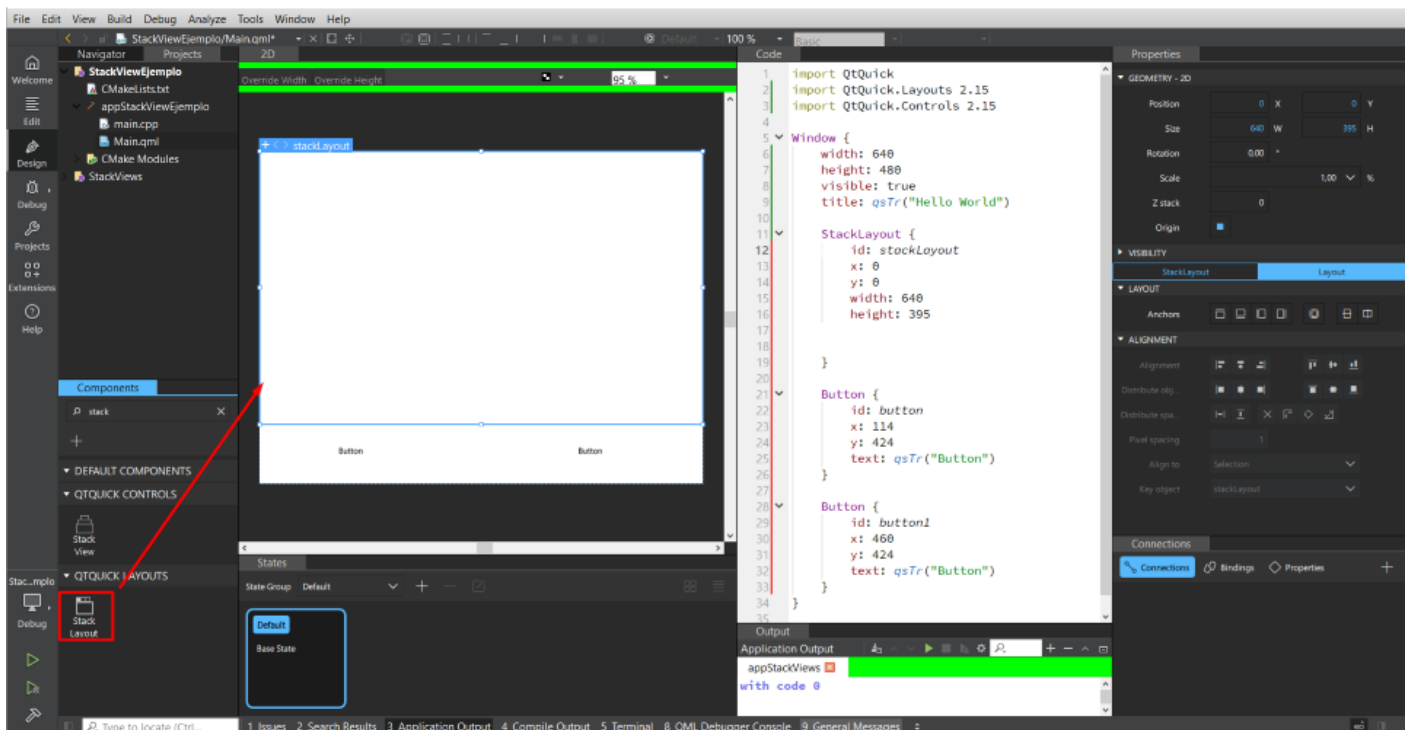 File Edit View Build Debug Analyze Tools Window Help
StackViewEjemplo/Main.qml* Default 100 % Basic
Navigator Projects 2D Code Properties
Welcome
Edit
Design
Debug
Projects
Extensions
Help
Stac...mplo
Debug
StackViewEjemplo
CMakeLists.txt
appStackViewEjemplo
main.cpp
Main.qml
CMake Modules
StackViews
Components
stack
DEFAULT COMPONENTS
QTQUICK CONTROLS
Stack
View
QTQUICK LAYOUTS
Stack
Layout
Override Width Override Height 95 %
stackLayout
Button Button
States
State Group Default
Default
Base State
1 import QtQuick
2 import QtQuick.Layouts 2.15
3 import QtQuick.Controls 2.15
4
5 Window {
6 width: 640
7 height: 480
8 visible: true
9 title: qsTr("Hello World")
10
11 StackLayout {
12 id: stackLayout
13 x: 0
14 y: 0
15 width: 640
16 height: 395
17
18
19 }
20
21 Button {
22 id: button
23 x: 114
24 y: 424
25 text: qsTr("Button")
26 }
27
28 Button {
29 id: button1
30 x: 460
31 y: 424
32 text: qsTr("Button")
33 }
34 }
35
Output
Application Output
appStackViews
with code 0
GEOMETRY - 2D
Position 0 X 0 Y
Size 640 W 395 H
Rotation 0,00 °
Scale 1,00 %
Z stack 0
Origin
VISIBILITY
StackLayout Layout
LAYOUT
Anchors
ALIGNMENT
Alignment
Distribute obj...
Distribute spa...
Pixel spacing 1
Align to Selection
Key object stackLayout
Connections
Connections Bindings Properties
Type to locate (Ctrl... 1 Issues 2 Search Results 3 Application Output 4 Compile Output 5 Terminal 8 QML Debugger Console 9 General Messages